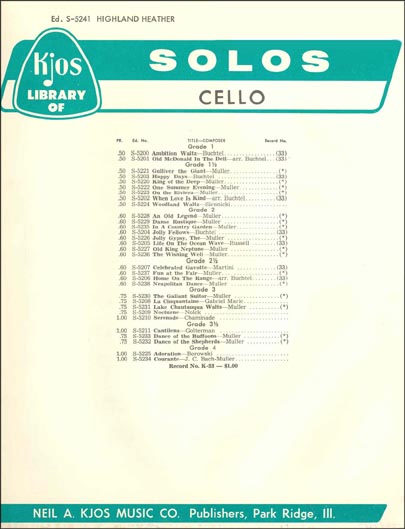 Ed. S-5241 HIGHLAND HEATHER
Kjos
LIBRARY
OF
SOLOS
CELLO
PR. Ed. No. TITLE—COMPOSER Record No.
Grade 1
.50 S-5200 Ambition Waltz—Buchtel (33)
.50 S-5201 Old McDonald In The Dell—arr. Buchtel (33)
Grade 1½
.50 S-5221 Gulliver the Giant—Muller (*)
.50 S-5203 Happy Days—Buchtel (33)
.50 S-5220 King of the Deep—Muller (*)
.50 S-5222 One Summer Evening—Muller (*)
.50 S-5223 On the Riviera—Muller (*)
.50 S-5202 When Love Is Kind—arr. Buchtel (33)
.50 S-5224 Woodland Waltz
Grade 2
.60 S-5228 An Old Legend—Muller (*)
.60 S-5229 Danse Rustique—Muller (*)
.60 S-5235 In A Country Garden—Muller (*)
.60 S-5204 Jolly Fellows—Buchtel (33)
.60 S-5226 Jolly Gypsy, The—Muller (*)
.60 S-5205 Life On The Ocean Wave—Russell (33)
.60 S-5227 Old King Neptune—Muller (*)
.60 S-5236 The Wishing Well—Muller (*)
Grade 2½
.60 S-5207 Celebrated Gavotte—Martini (33)
.60 S-5237 Fun at the Fair—Muller (*)
.60 S-5206 Home On The Range—arr. Buchtel (33)
.60 S-5238 Neapolitan Dance—Muller (*)
Grade 3
.75 S-5230 The Gallant Suitor—Muller (*)
.75 S-5208 La Cinquantaine—Gabriel Marie
.75 S-5231 Lake Chautauqua Waltz—Muller (*)
.75 S-5209 Nocturne—Nolck
1.00 S-5210 Serenade—Chaminade
Grade 3½
1.00 S-5211 Cantilena—Golterman
.75 S-5233 Dance of the Buffoons—Muller (*)
.75 S-5232 Dance of the Shepherds—Muller (*)
Grade 4
1.00 S-5225 Adoration—Borowski
1.00 S-5234 Courante—J. C. Bach-Muller
Record No. K-33 — $1.00
NEIL A. KJOS MUSIC CO. Publishers, Park Ridge, Ill.